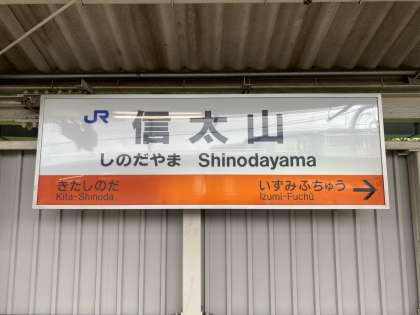 JR 信太山
しのだやま Shinodayama
きたしのだ いずみふちゅう
Kita-Shinoda Izumi-Fuchū